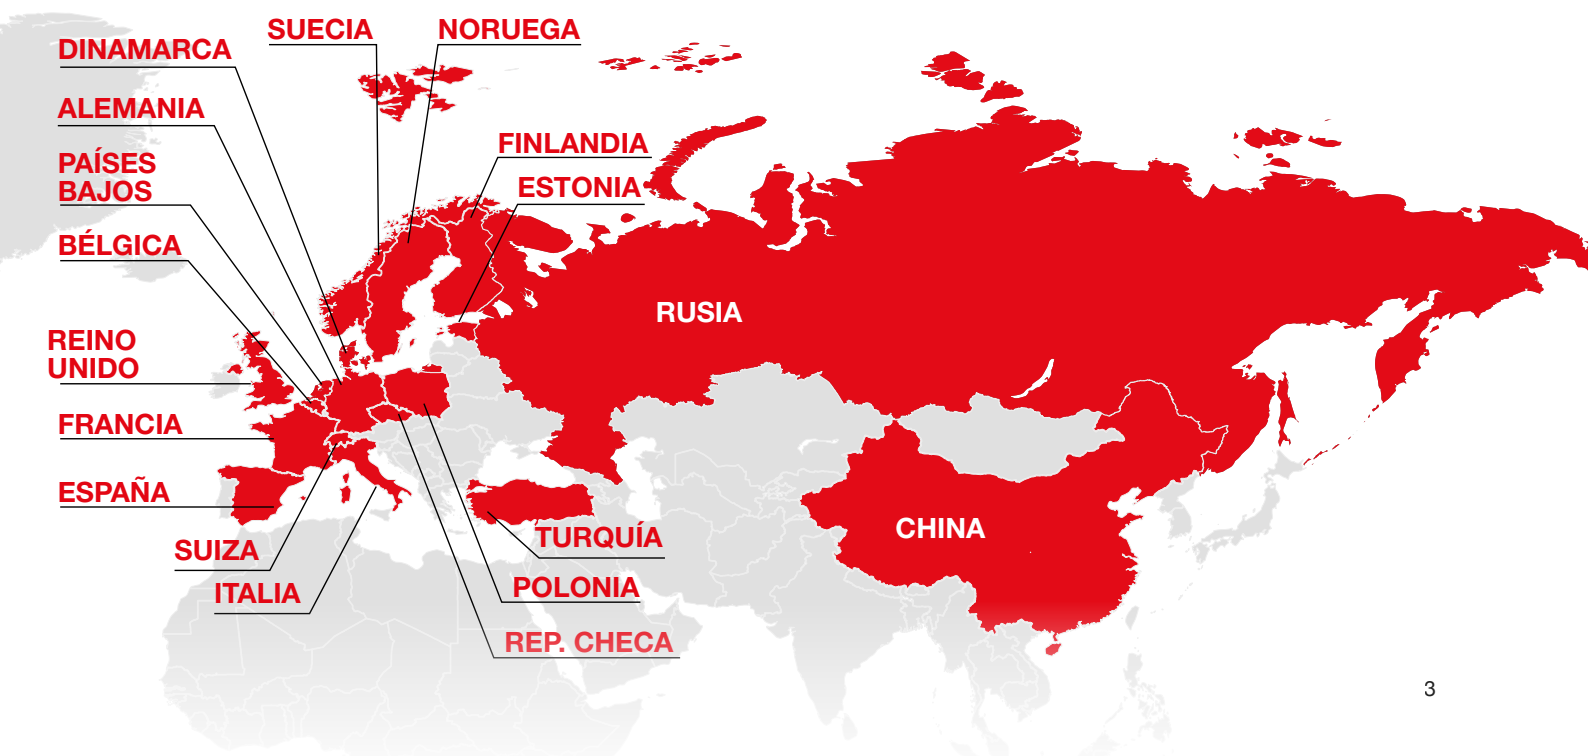 SUECIA
NORUEGA
DINAMARCA
ALEMANIA
FINLANDIA
PAÍSES
BAJOS
ESTONIA
BÉLGICA
RUSIA
REINO
UNIDO
FRANCIA
ESPAÑA
CHINA
TURQUÍA
SUIZA
POLONIA
ITALIA
REP. CHECA
3